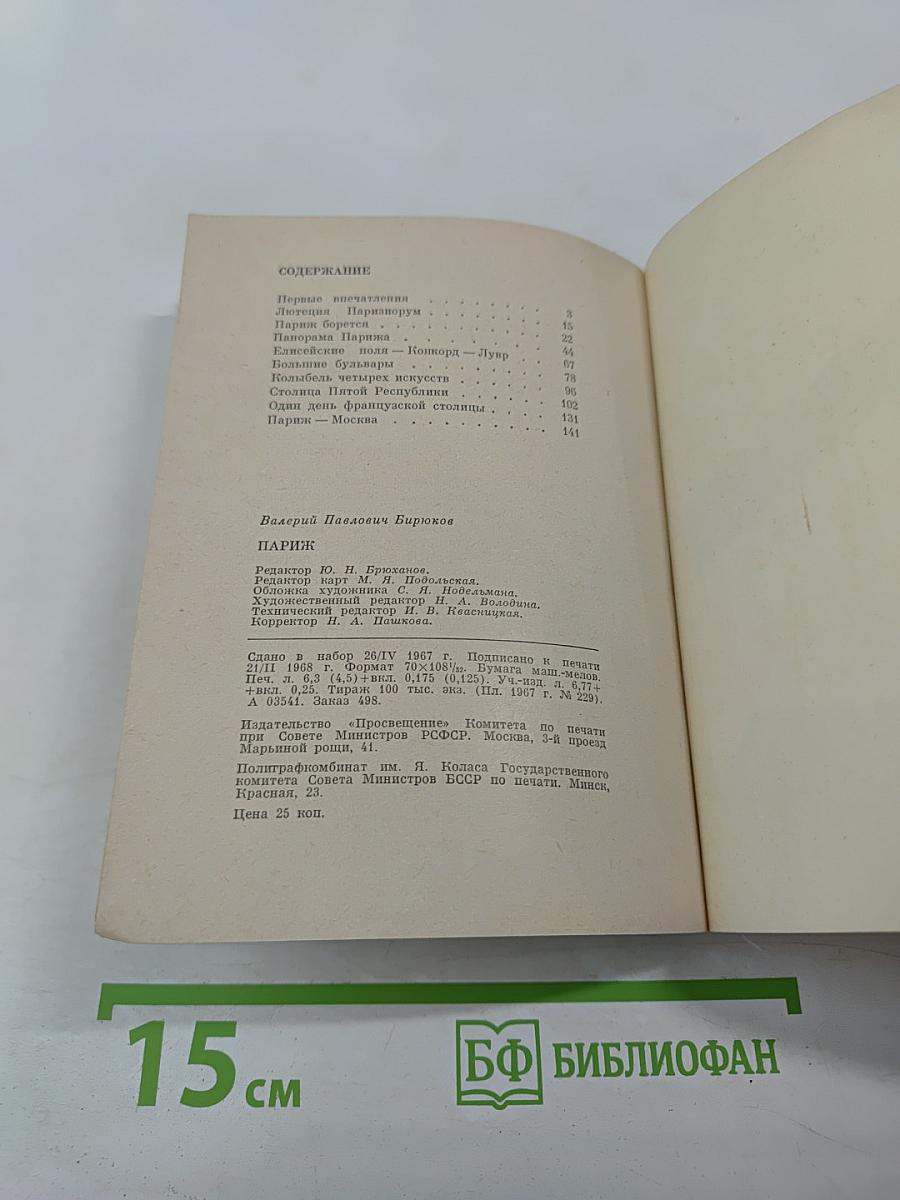 СОДЕРЖАНИЕ
Первые впечатления . . . . . . . 3
Лютеция Паризиорум . . . . . . . 15
Париж борется . . . . . . . . . 22
Панорама Парижа . . . . . . . 44
Елисейские поля — Конкорд — Лувр . . 67
Большие бульвары . . . . . . . 78
Колыбель четырех искусств . . . . . 96
Столица Пятой Республики . . . . . 102
Один день французской столицы . . . . 131
Париж — Москва . . . . . . . . 141
Валерий Павлович Бирюков
ПАРИЖ
Редактор Ю. Н. Брюханов.
Редактор карт М. Я. Подольская.
Обложка художника С. Я. Нодельмана.
Художественный редактор Н. А. Володина.
Технический редактор И. В. Квасницкая.
Корректор Н. А. Пашкова.
Сдано в набор 26/IV 1967 г. Подписано к печати
21/II 1968 г. Формат 70×108¹/₃₂. Бумага маш.-мелов.
Печ. л. 6,3 (4,5)+вкл. 0,175 (0,125). Уч.-изд. л. 6,77+
+вкл. 0,25. Тираж 100 тыс. экз. (Пл. 1967 г. № 229).
А 03541. Заказ 498.
Издательство «Просвещение» Комитета по печати
при Совете Министров РСФСР. Москва, 3-й проезд
Марьиной рощи, 41.
Полиграфкомбинат им. Я. Коласа Государственного
комитета Совета Министров БССР по печати. Минск,
Красная, 23.
Цена 25 коп.
15 см
БФ БИБЛИОФАН